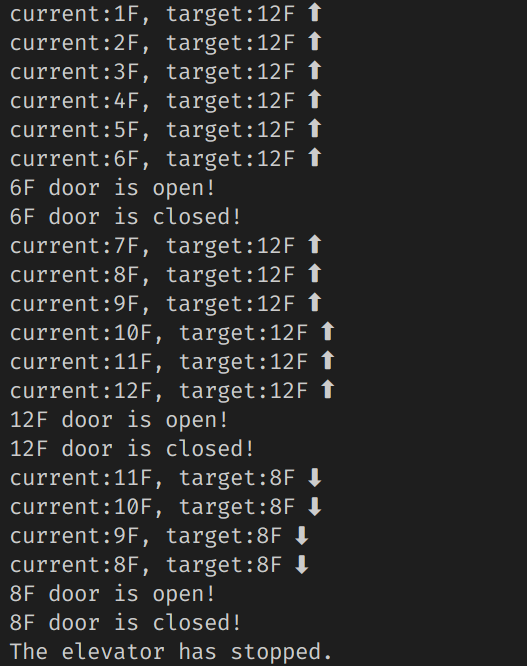 current:1F, target:12F ⬆
current:2F, target:12F ⬆
current:3F, target:12F ⬆
current:4F, target:12F ⬆
current:5F, target:12F ⬆
current:6F, target:12F ⬆
6F door is open!
6F door is closed!
current:7F, target:12F ⬆
current:8F, target:12F ⬆
current:9F, target:12F ⬆
current:10F, target:12F ⬆
current:11F, target:12F ⬆
current:12F, target:12F ⬆
12F door is open!
12F door is closed!
current:11F, target:8F ⬇
current:10F, target:8F ⬇
current:9F, target:8F ⬇
current:8F, target:8F ⬇
8F door is open!
8F door is closed!
The elevator has stopped.